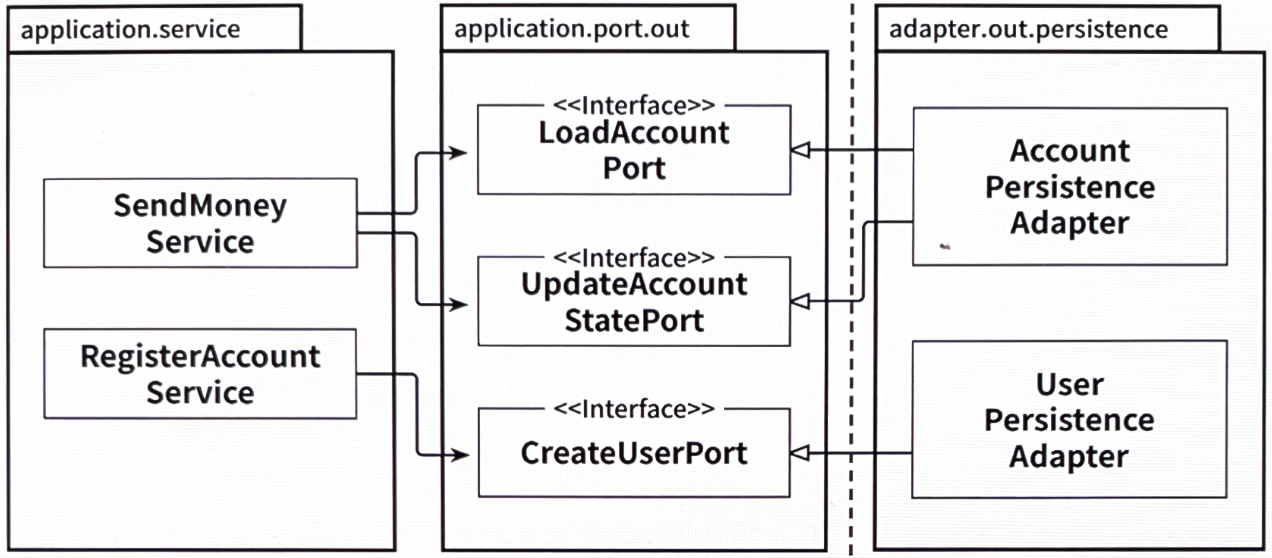 application.service
SendMoney
Service
RegisterAccount
Service
application.port.out
<<Interface>>
LoadAccount
Port
<<Interface>>
UpdateAccount
StatePort
<<Interface>>
CreateUserPort
adapter.out.persistence
Account
Persistence
Adapter
User
Persistence
Adapter